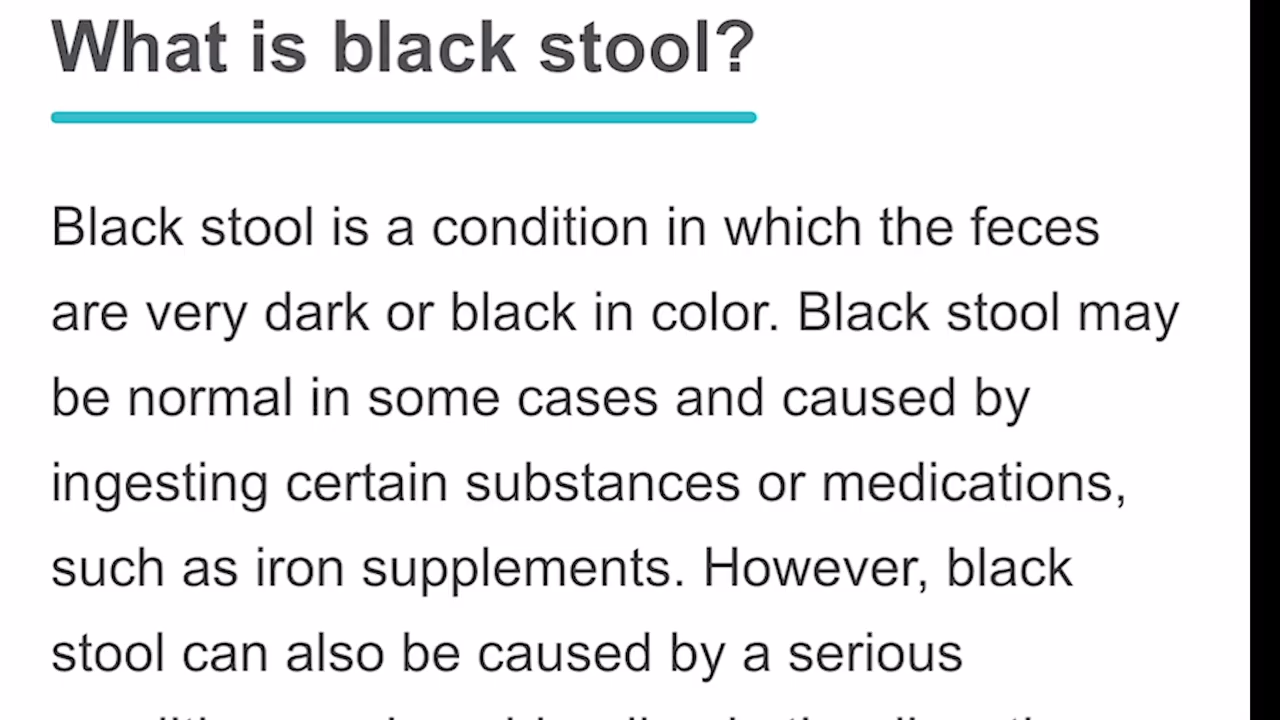 What is black stool?
Black stool is a condition in which the feces
are very dark or black in color. Black stool may
be normal in some cases and caused by
ingesting certain substances or medications,
such as iron supplements. However, black
stool can also be caused by a serious